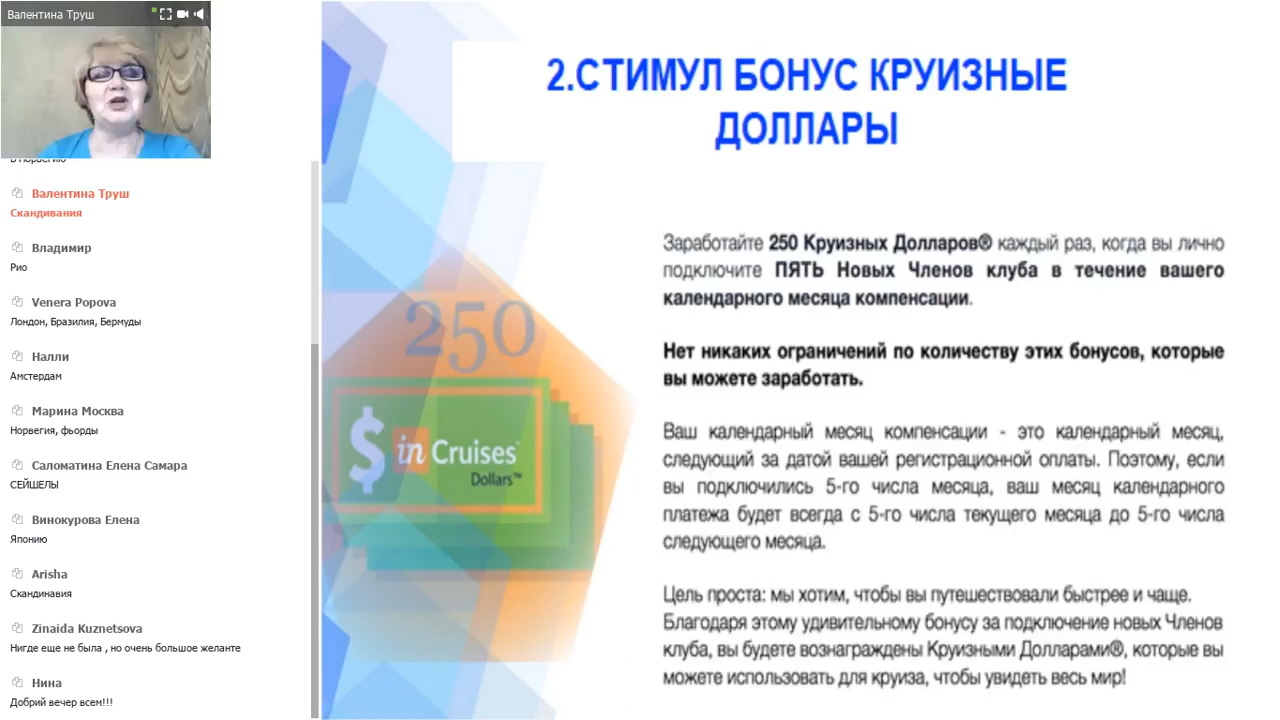 Валентина Труш
Валентина Труш
Скандивания
Владимир
Рио
Venera Popova
Лондон, Бразилия, Бермуды
Налли
Амстердам
Марина Москва
Норвегия, фьорды
Саломатина Елена Самара
СЕЙШЕЛЫ
Винокурова Елена
Японию
Arisha
Скандинавия
Zinaida Kuznetsova
Нигде еще не была , но очень большое желанте
Нина
Добрий вечер всем!!!
2.СТИМУЛ БОНУС КРУИЗНЫЕ
ДОЛЛАРЫ
250
$ in Cruises
Dollars™
Заработайте 250 Круизных Долларов® каждый раз, когда вы лично
подключите ПЯТЬ Новых Членов клуба в течение вашего
календарного месяца компенсации.
Нет никаких ограничений по количеству этих бонусов, которые
вы можете заработать.
Ваш календарный месяц компенсации - это календарный месяц,
следующий за датой вашей регистрационной оплаты. Поэтому, если
вы подключились 5-го числа месяца, ваш месяц календарного
платежа будет всегда с 5-го числа текущего месяца до 5-го числа
следующего месяца.
Цель проста: мы хотим, чтобы вы путешествовали быстрее и чаще.
Благодаря этому удивительному бонусу за подключение новых Членов
клуба, вы будете вознаграждены Круизными Долларами®, которые вы
можете использовать для круиза, чтобы увидеть весь мир!